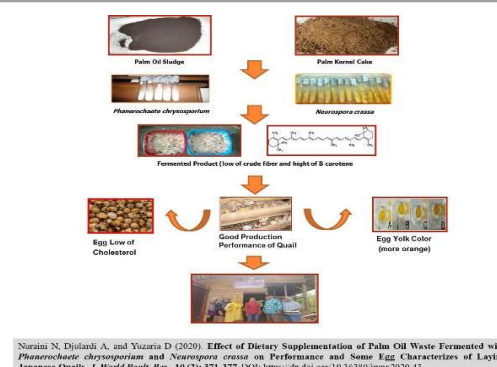 Palm Oil Sludge
Palm Kernel Cake
Phanerochaete chrysosporium
Neurospora crassa
Fermented Product (low of crude fiber and hight of B carotene
Egg Low of
Cholesterol
Good Production
Performance of Quail
Egg Yolk Color
(more orange)
Nuraini N, Djulardi A, and Yuzaria D (2020). Effect of Dietary Supplementation of Palm Oil Waste Fermented
Phanerochaete chrysosporium and Neurospora crassa on Performance and Some Egg Characterizes of